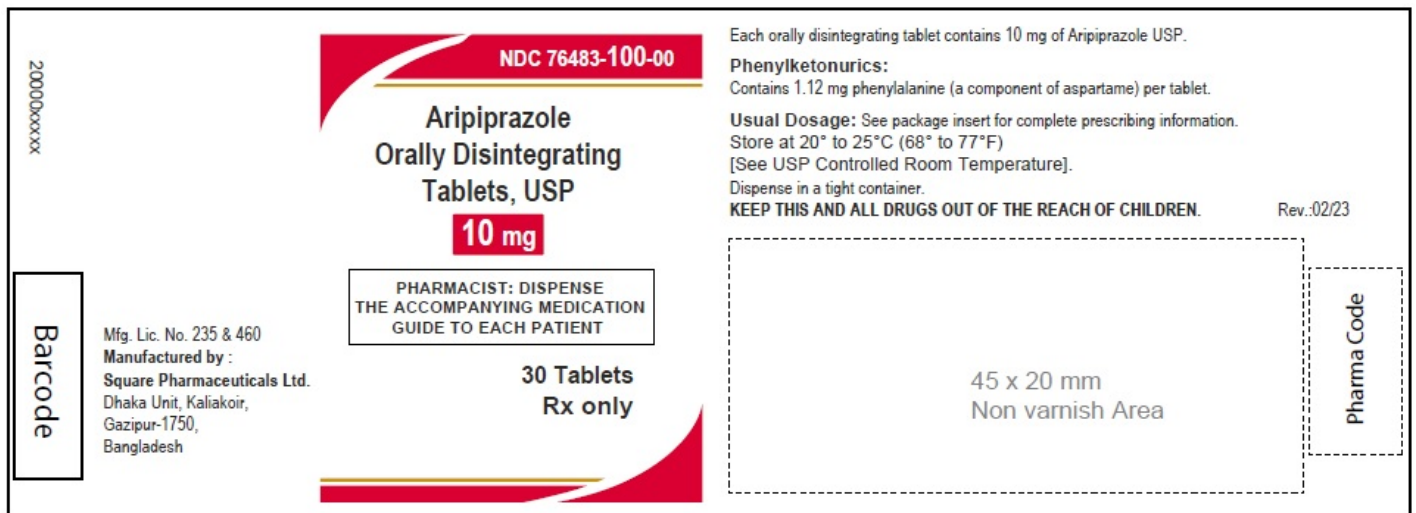 20000xxxxx
Barcode
Mfg. Lic. No. 235 & 460
Manufactured by :
Square Pharmaceuticals Ltd.
Dhaka Unit, Kaliakoir,
Gazipur-1750,
Bangladesh
NDC 76483-100-00
Aripiprazole
Orally Disintegrating
Tablets, USP
10 mg
PHARMACIST: DISPENSE
THE ACCOMPANYING MEDICATION
GUIDE TO EACH PATIENT
30 Tablets
Rx only
Each orally disintegrating tablet contains 10 mg of Aripiprazole USP.
Phenylketonurics:
Contains 1.12 mg phenylalanine (a component of aspartame) per tablet.
Usual Dosage: See package insert for complete prescribing information.
Store at 20° to 25°C (68° to 77°F)
[See USP Controlled Room Temperature].
Dispense in a tight container.
KEEP THIS AND ALL DRUGS OUT OF THE REACH OF CHILDREN. Rev.:02/23
45 x 20 mm
Non varnish Area
Pharma Code